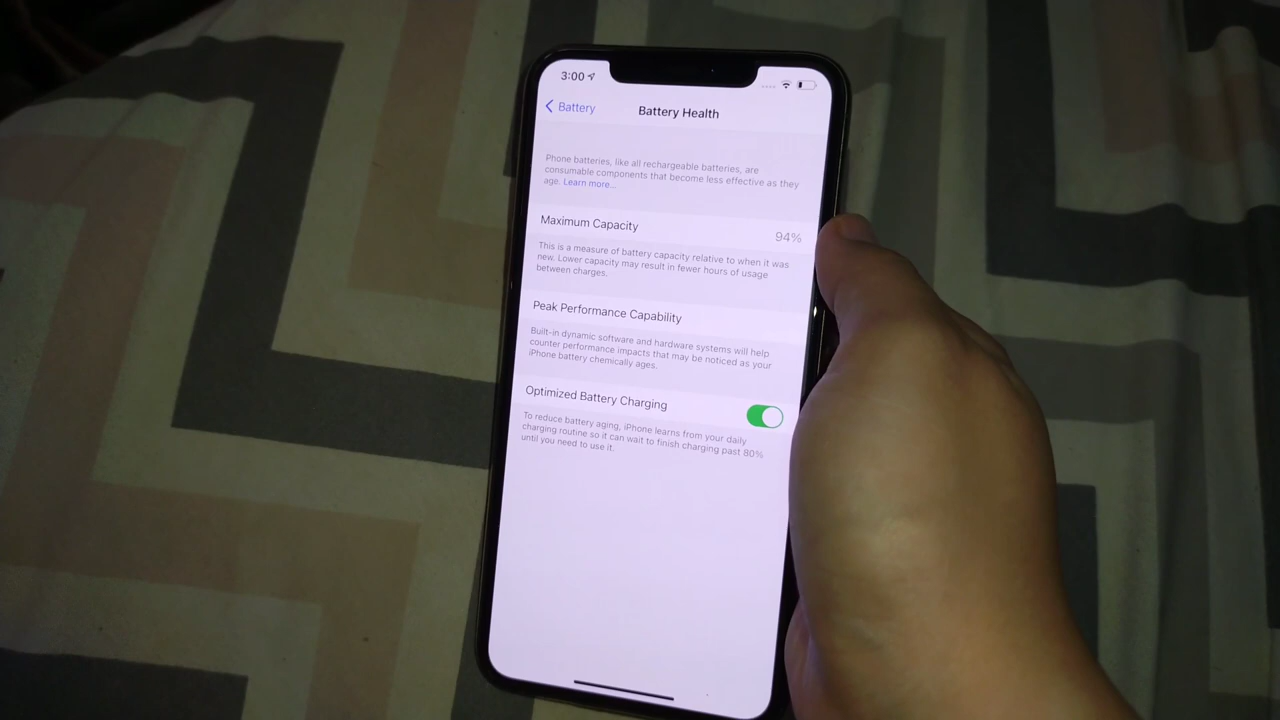 3:00
Battery
Battery Health
Phone batteries, like all rechargeable batteries, are
consumable components that become less effective as they
age. Learn more...
Maximum Capacity
94%
This is a measure of battery capacity relative to when it was
new. Lower capacity may result in fewer hours of usage
between charges.
Peak Performance Capability
Built-in dynamic software and hardware systems will help
counter performance impacts that may be noticed as your
iPhone battery chemically ages.
Optimized Battery Charging
To reduce battery aging, iPhone learns from your daily
charging routine so it can wait to finish charging past 80%
until you need to use it.